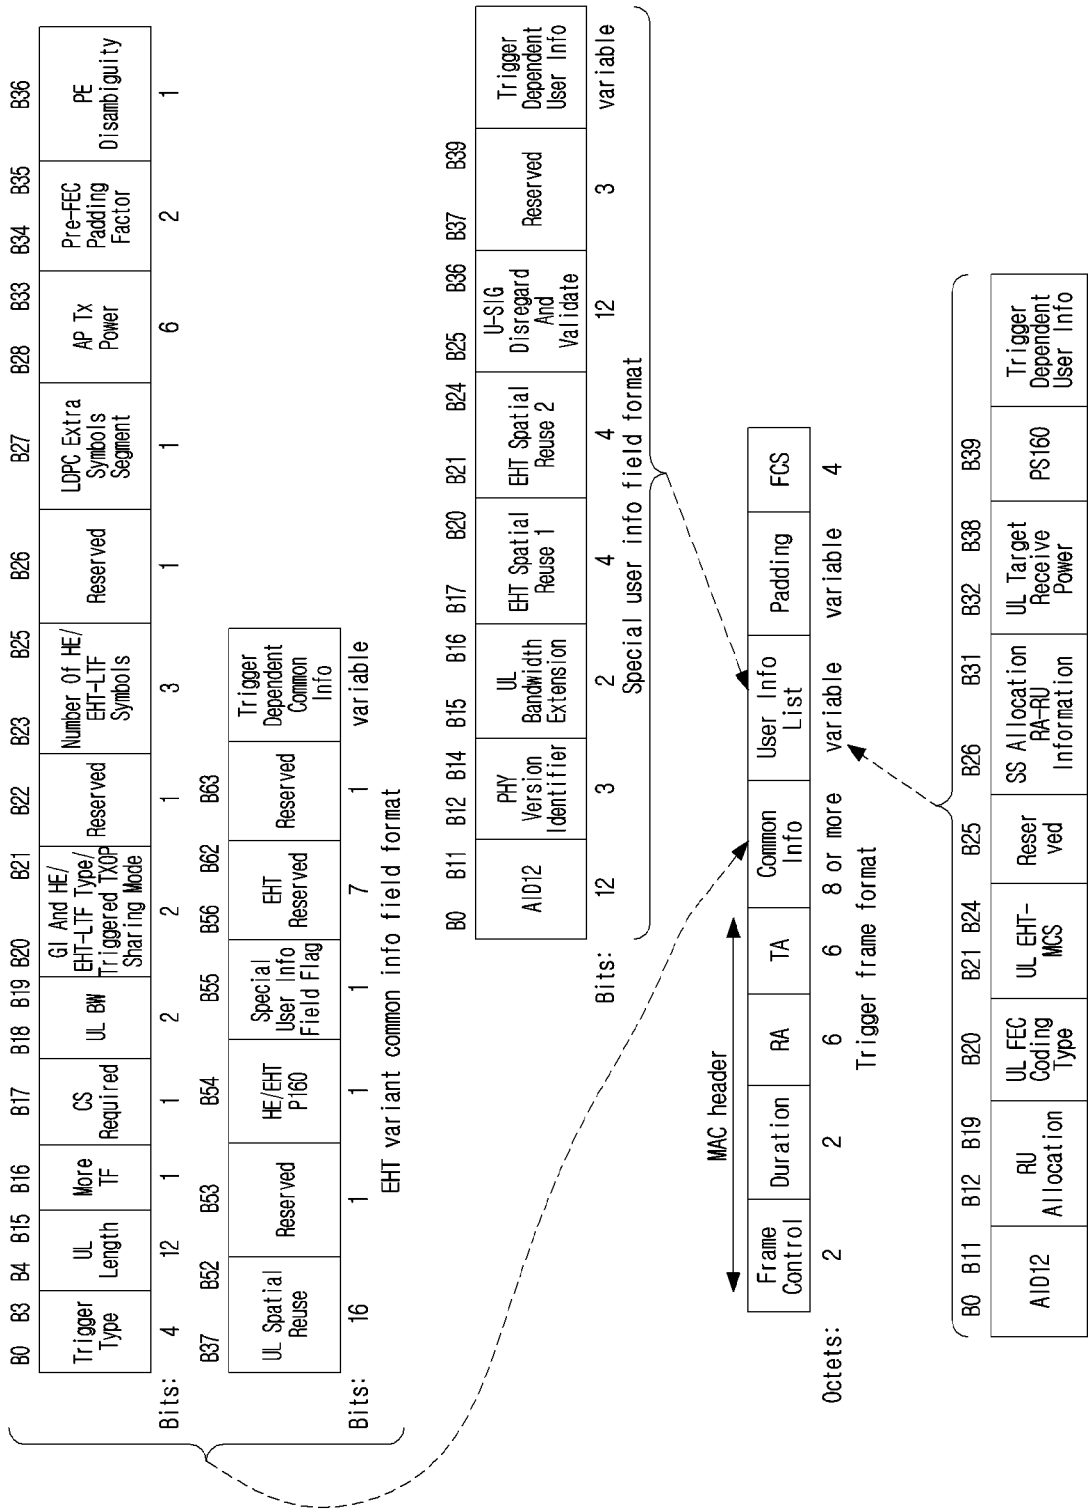 B0 B3 B4 B15 B16 B17 B18 B19 B20 B21 B22 B23 B25 B26 B27 B28 B33 B34 B35 B36
Trigger Type
UL Length
More TF
CS Required
UL BW
GI And HE/ EHT-LTF Type/ Triggered TXOP Sharing Mode
Reserved
Number of HE/ EHT-LTF Symbols
Reserved
LDPC Extra Symbols Segment
AP Tx Power
Pre-FEC Padding Factor
PE Disambiguity
Bits: 4 12 1 1 2 2 1 3 1 1 6 2 1
B37 B52 B53 B54 B55 B56 B62 B63
UL Spatial Reuse
Reserved
HE/EHT P160
Special User Info Field Flag
EHT Reserved
Reserved
Trigger Dependent Common Info
Bits: 16 1 1 1 7 1 variable
EHT variant common info field format
B0 B11 B12 B14 B15 B16 B17 B20 B21 B24 B25 B36 B37 B39
AID12
PHY Version Identifier
UL Bandwidth Extension
EHT Spatial Reuse 1
EHT Spatial Reuse 2
U-SIG Disregard And Validate
Reserved
Trigger Dependent User Info
Bits: 12 3 2 4 4 12 3 variable
Special user info field format
MAC header
Frame Control
Duration
RA
TA
Common Info
User Info List
Padding
FCS
Octets: 2 2 6 6 8 or more variable variable 4
Trigger frame format
B0 B11 B12 B19 B20 B21 B24 B25 B26 B31 B32 B38 B39
AID12
RU Allocation
UL FEC Coding Type
UL EHT- MCS
Reser ved
SS Allocation RA-RU Information
UL Target Receive Power
PS160
Trigger Dependent User Info